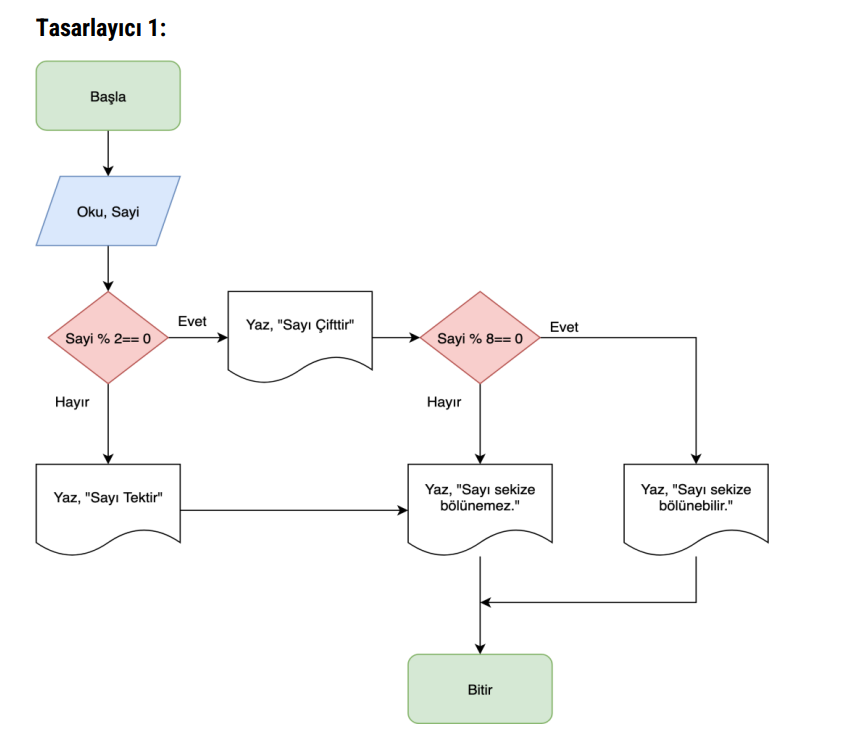 Tasarlayıcı 1:
Başla
Oku, Sayi
Sayi % 2== 0
Evet
Yaz, "Sayı Çifttir"
Sayi % 8== 0
Evet
Hayır
Hayır
Yaz, "Sayı Tektir"
Yaz, "Sayı sekize
bölünemez."
Yaz, "Sayı sekize
bölünebilir."
Bitir